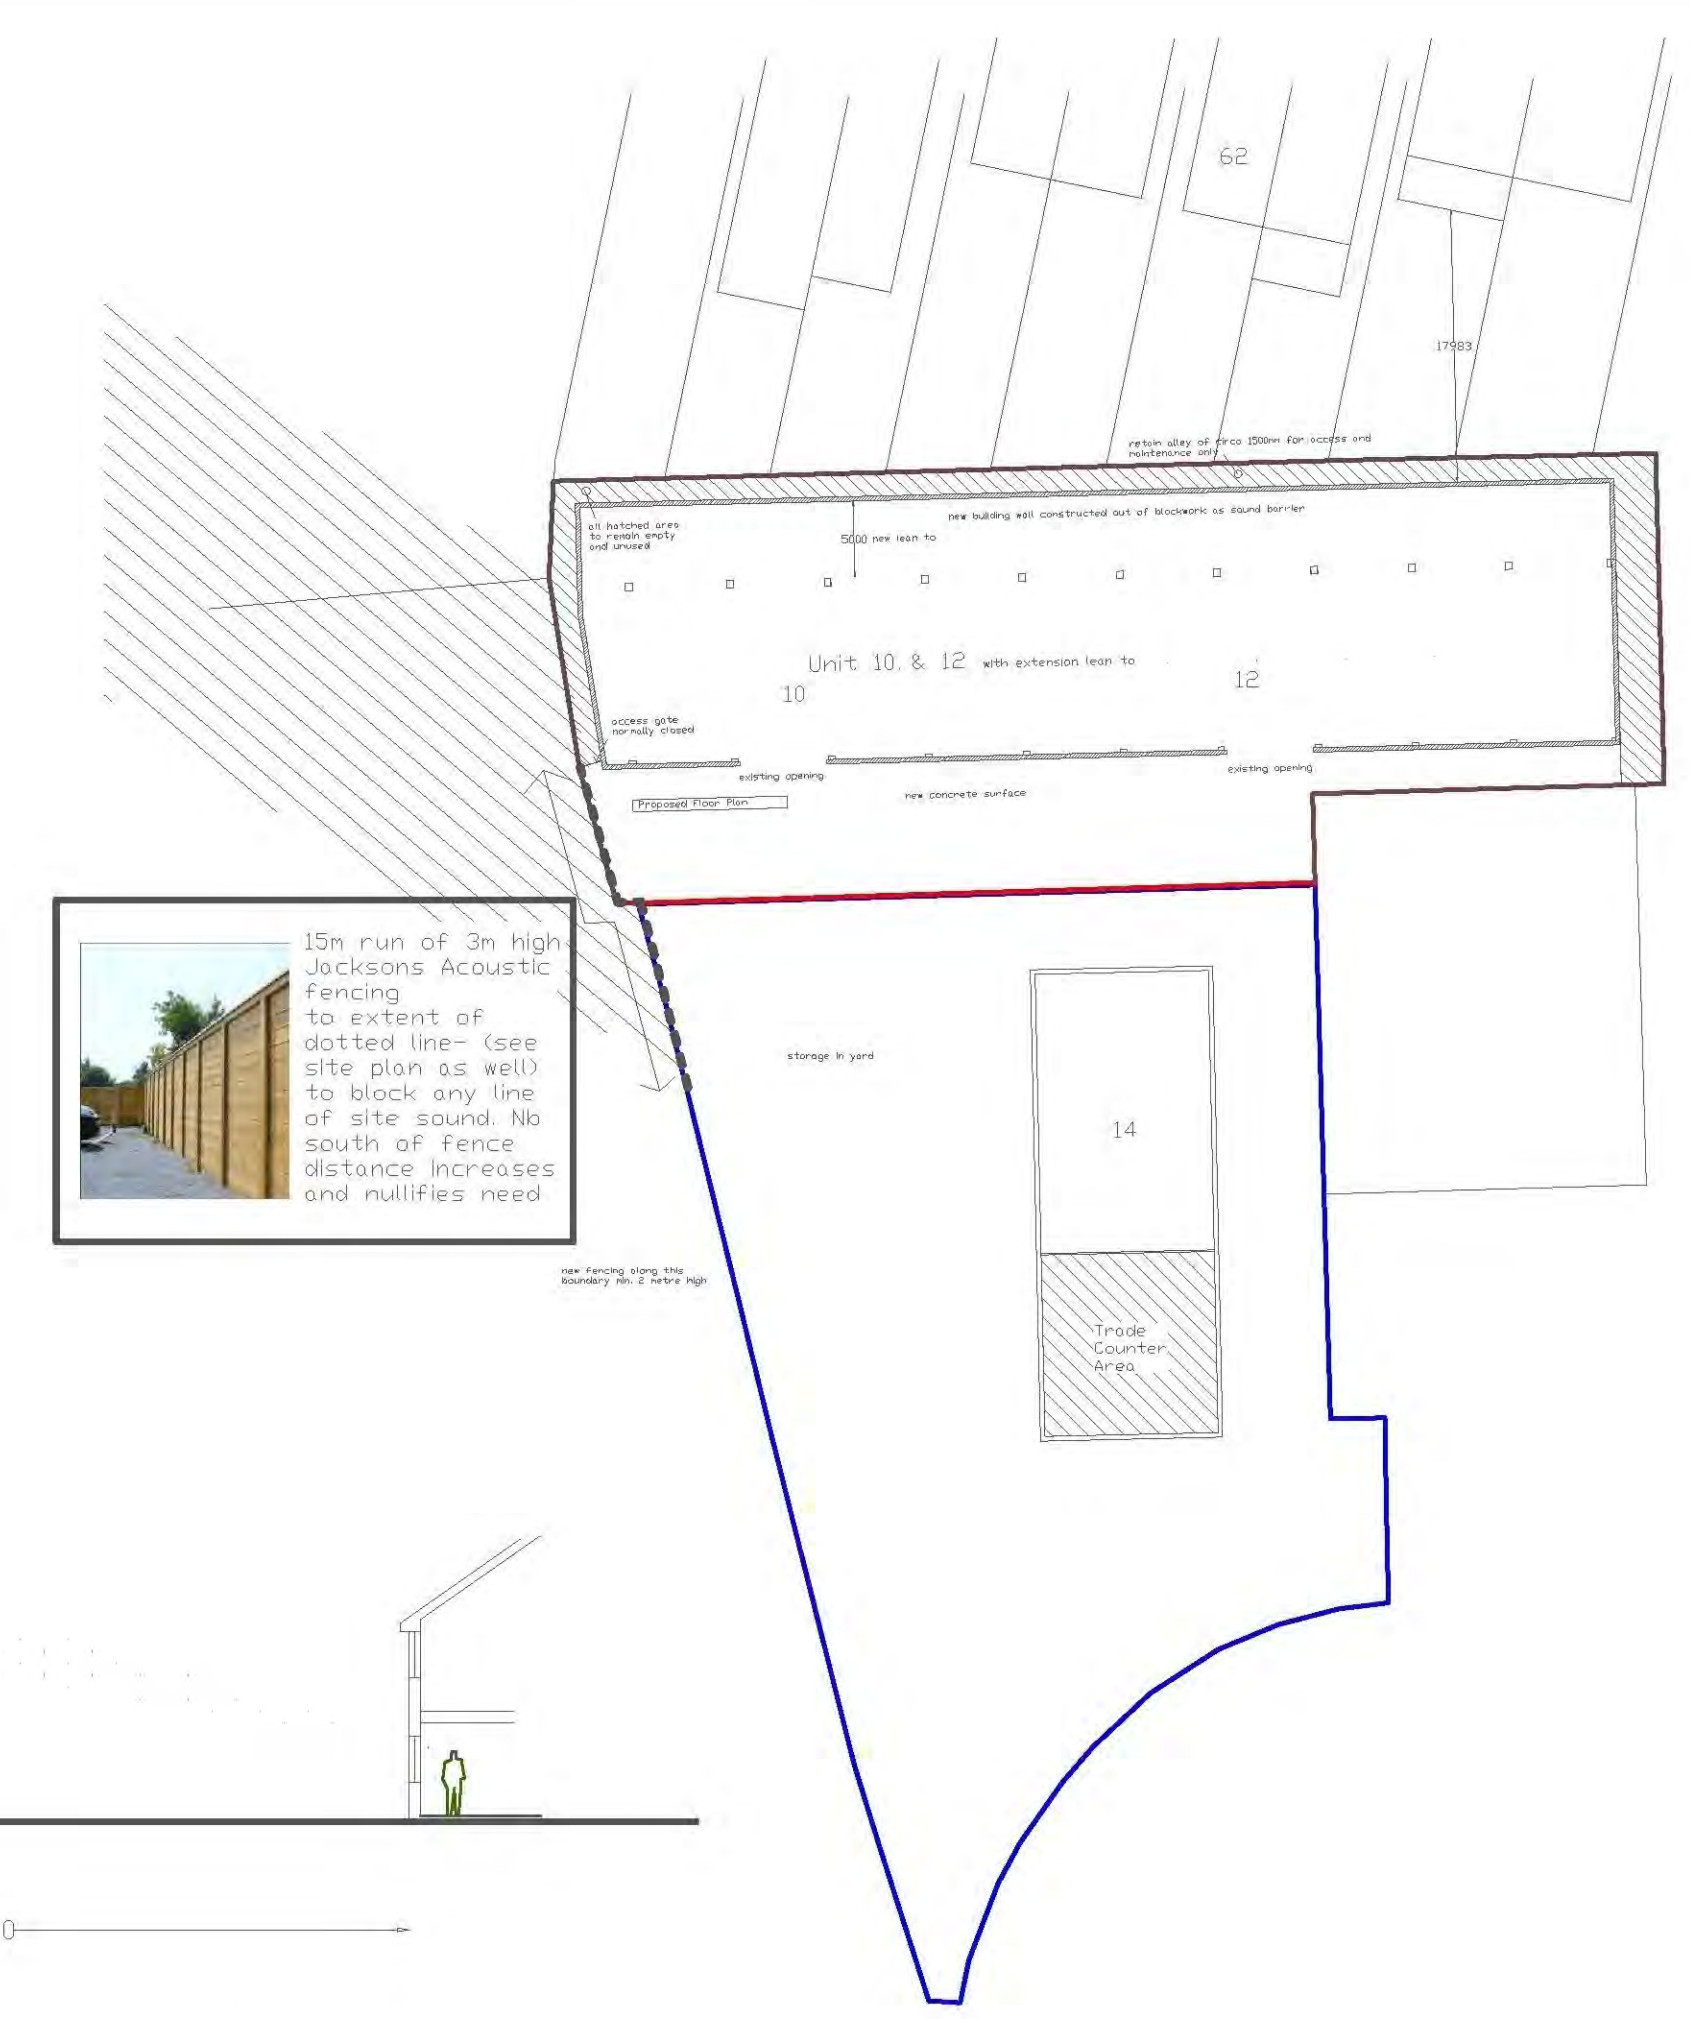 62
17983
retain alley of circa 1500mm for access and
maintenance only
new building wall constructed out of blockwork as sound barrier
all hatched area
to remain empty
and unused
5000 new lean to
Unit 10, & 12 with extension lean to
10
12
access gate
normally closed
existing opening
existing opening
new concrete surface
Proposed Floor Plan
15m run of 3m high
Jacksons Acoustic
fencing
to extent of
dotted line- (see
site plan as well)
to block any line
of site sound. Nb
south of fence
distance increases
and nullifies need
storage in yard
14
new fencing along this
boundary min. 2 metre high
Trade
Counter
Area
0